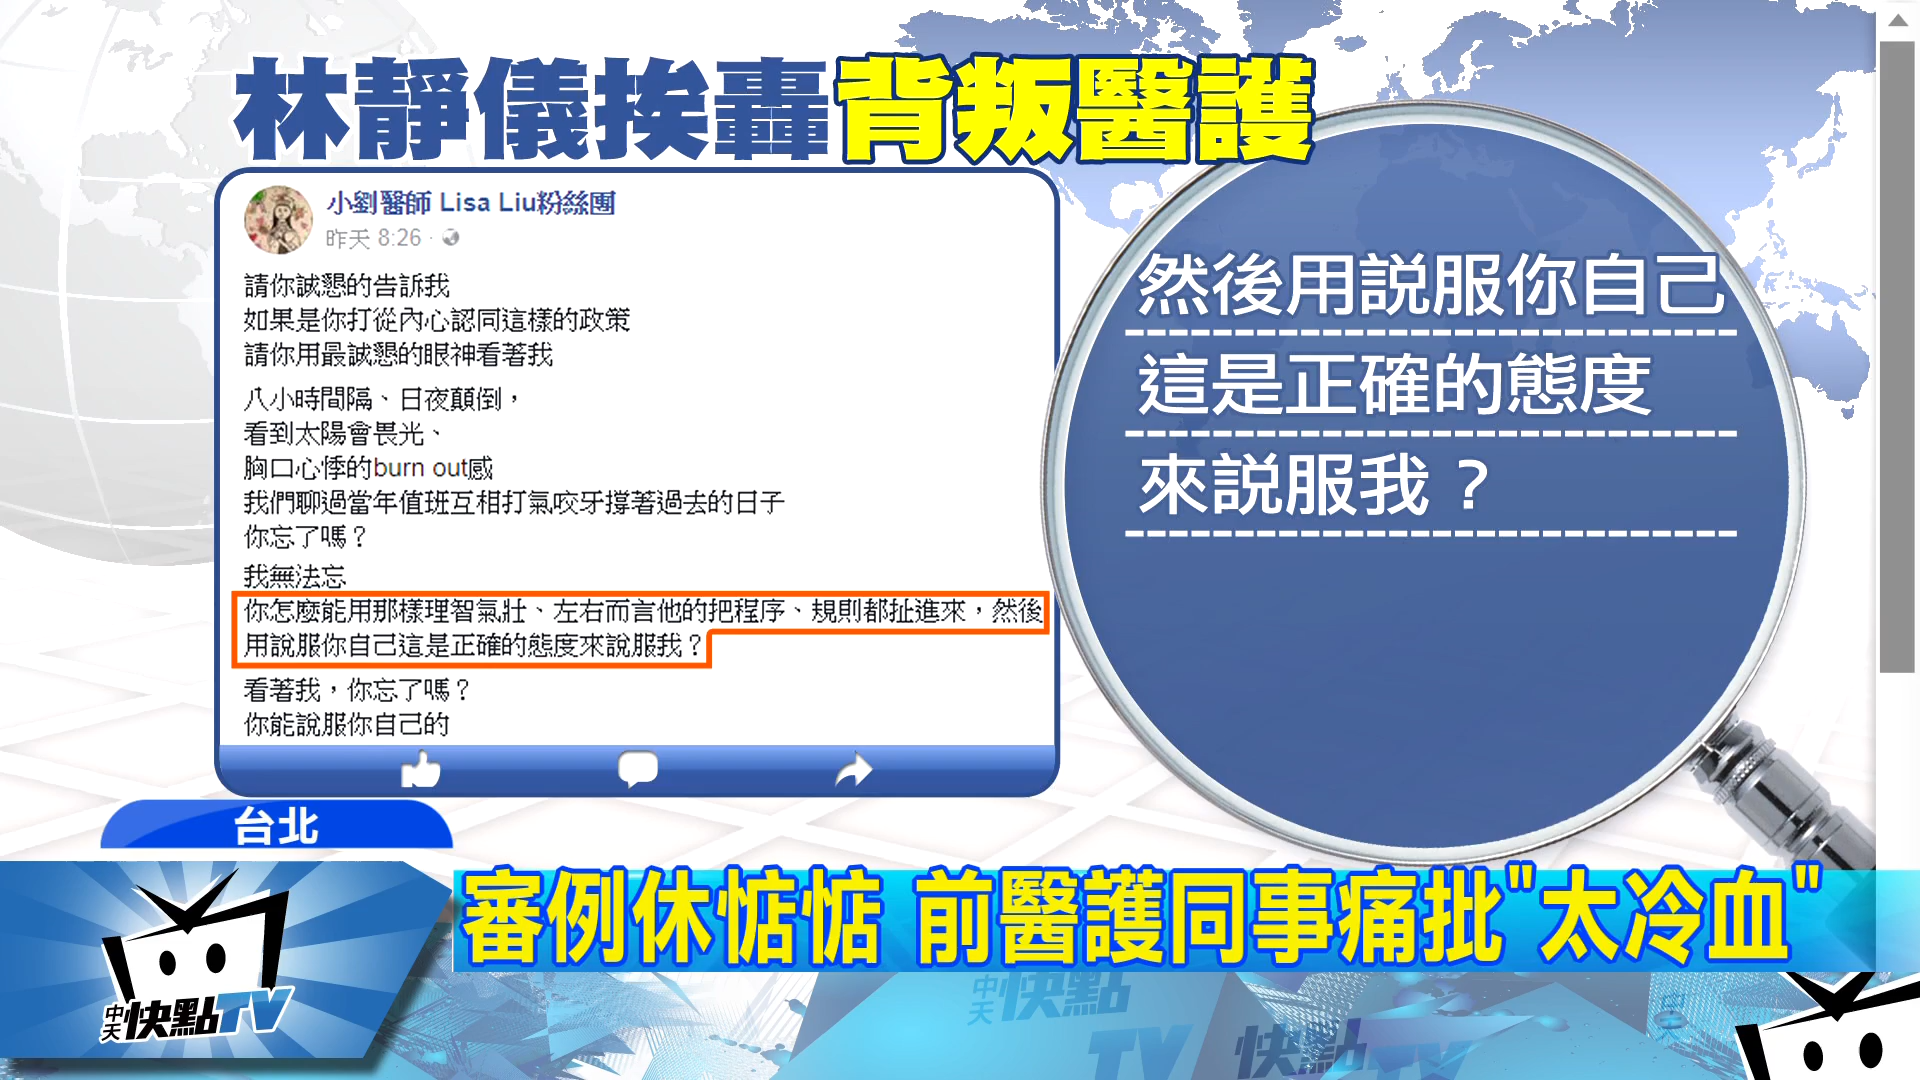 林靜儀挨轟背叛醫護
小劉醫師 Lisa Liu粉絲團
昨天 8:26
請你誠懇的告訴我
如果是你打從內心認同這樣的政策
請你用最誠懇的眼神看著我
八小時間隔、日夜顛倒，
看到太陽會畏光、
胸口心悸的burn out感
我們聊過當年值班互相打氣咬牙撐著過去的日子
你忘了嗎？
我無法忘
你怎麼能用那樣理智氣壯、左右而言他的把程序、規則都扯進來，然後
用說服你自己這是正確的態度來說服我？
看著我，你忘了嗎？
你能說服你自己的
然後用説服你自己
這是正確的態度
來説服我？
台北
審例休惦惦 前醫護同事痛批"太冷血"
中天快點TV
中天快點
TV
快點TV